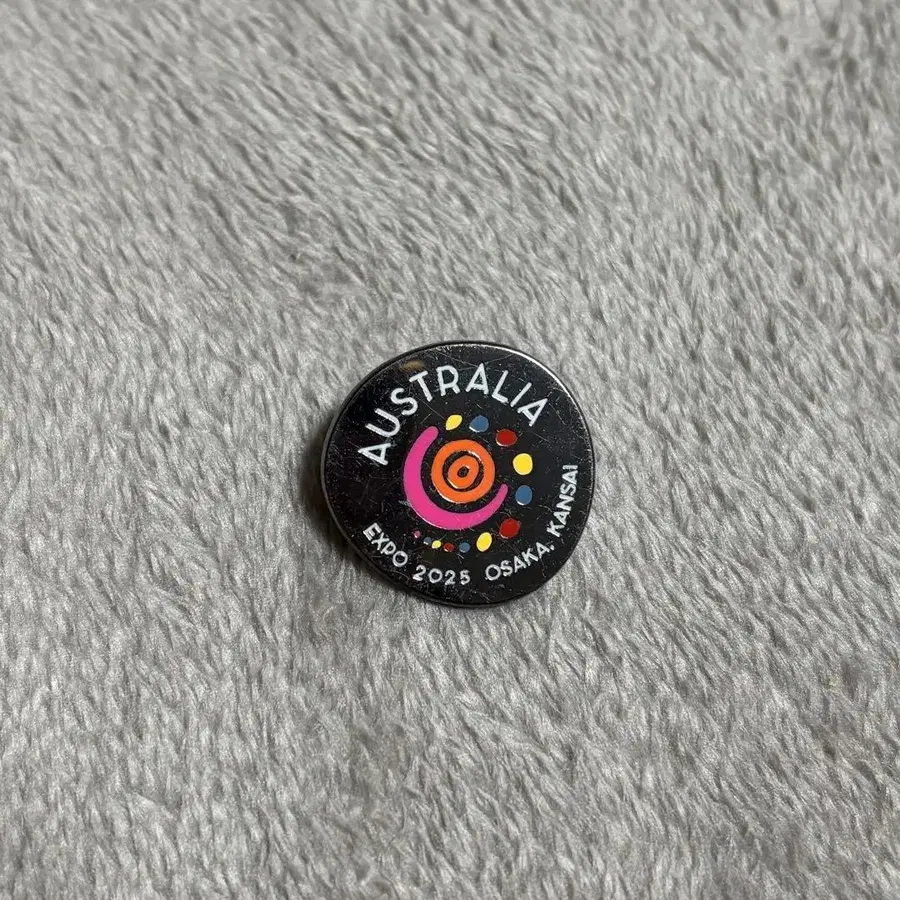 AUSTRALIA
EXPO 2025 OSAKA, KANSAI